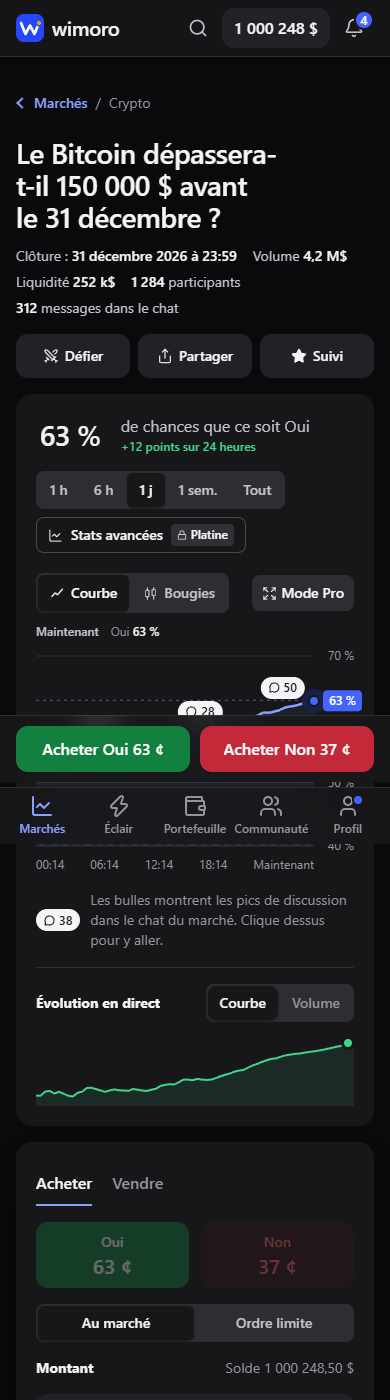 wimoro
1 000 248 $
4
Marchés / Crypto
Le Bitcoin dépassera-
t-il 150 000 $ avant
le 31 décembre ?
Clôture : 31 décembre 2026 à 23:59 Volume 4,2 M$
Liquidité 252 k$ 1 284 participants
312 messages dans le chat
Défier
Partager
Suivi
63 % de chances que ce soit Oui
+12 points sur 24 heures
1 h 6 h 1 j 1 sem. Tout
Stats avancées Platine
Courbe Bougies Mode Pro
Maintenant Oui 63 %
70 %
50
63 %
28
Acheter Oui 63 ¢ Acheter Non 37 ¢
Marchés Éclair Portefeuille Communauté Profil
40 %
00:14 06:14 12:14 18:14 Maintenant
Les bulles montrent les pics de discussion
38 dans le chat du marché. Clique dessus
pour y aller.
Évolution en direct Courbe Volume
Acheter Vendre
Oui Non
63 ¢ 37 ¢
Au marché Ordre limite
Montant Solde 1 000 248,50 $